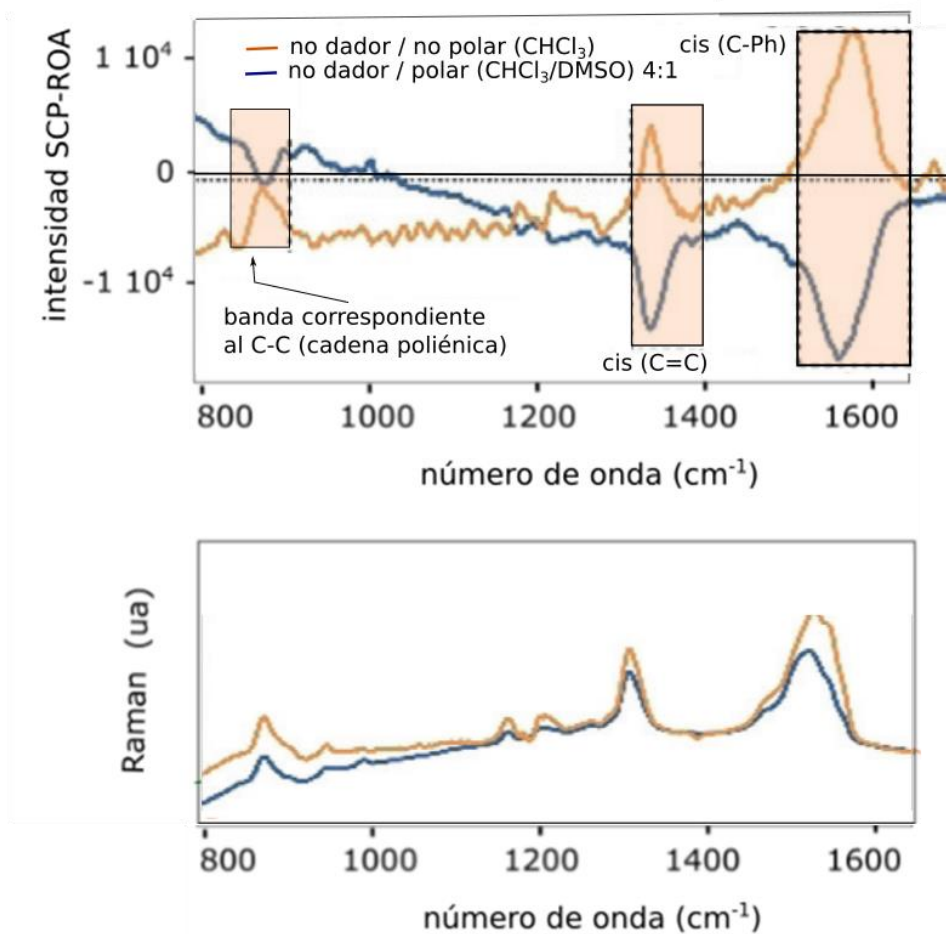 intensidad SCP-ROA
1 10⁴
0
-1 10⁴
no dador / no polar (CHCl₃)
no dador / polar (CHCl₃/DMSO) 4:1
cis (C-Ph)
banda correspondiente
al C-C (cadena poliénica)
cis (C=C)
800 1000 1200 1400 1600
número de onda (cm⁻¹)
Raman (ua)
800 1000 1200 1400 1600
número de onda (cm⁻¹)